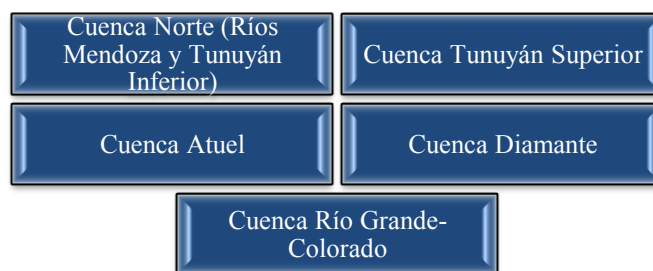 Cuenca Norte (Ríos
Mendoza y Tunuyán
Inferior)
Cuenca Tunuyán Superior
Cuenca Atuel
Cuenca Diamante
Cuenca Río Grande-
Colorado